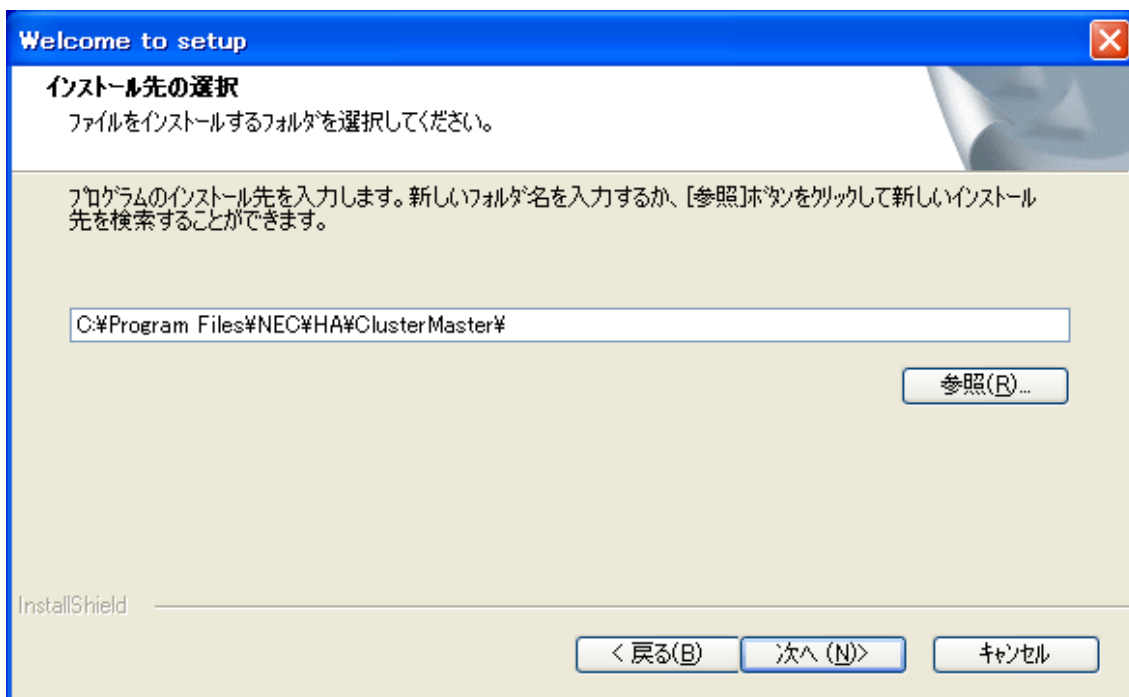 Welcome to setup
インストール先の選択
ファイルをインストールするフォルダを選択してください。
プログラムのインストール先を入力します。新しいフォルダ名を入力するか、[参照]ボタンをクリックして新しいインストール
先を検索することができます。
C:¥Program Files¥NEC¥HA¥ClusterMaster¥
参照(R)...
InstallShield
< 戻る(B)
次へ (N)>
キャンセル